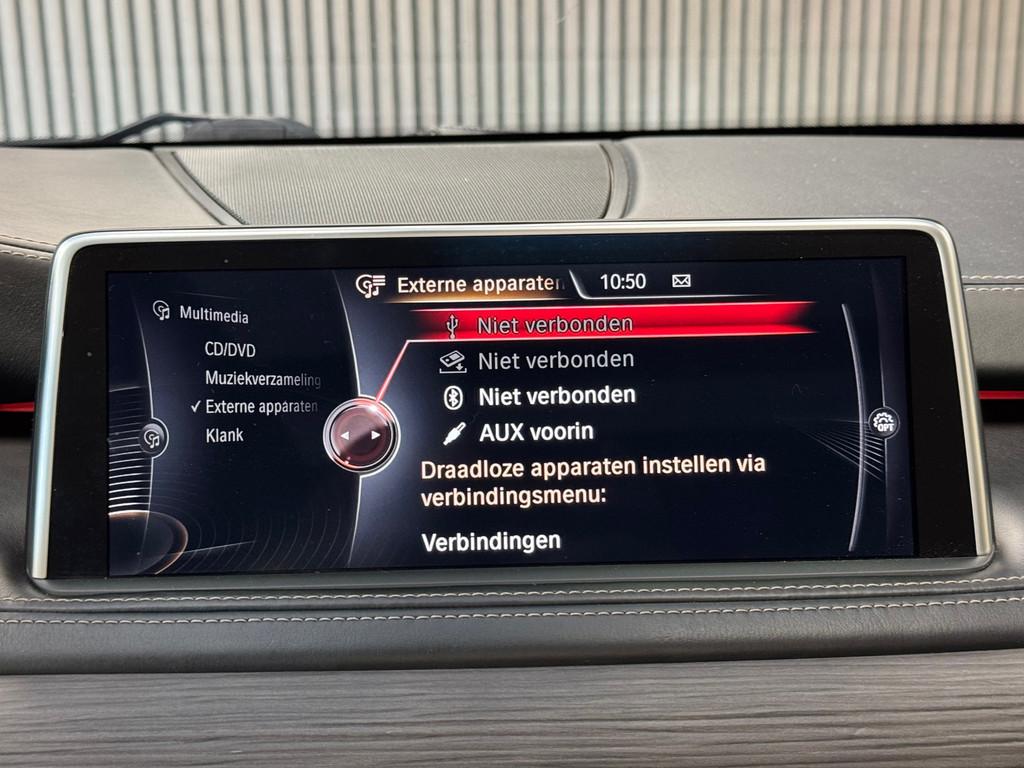 Externe apparaten
10:50
Multimedia
CD/DVD
Muziekverzameling
Externe apparaten
Klank
Niet verbonden
Niet verbonden
Niet verbonden
AUX voorin
Draadloze apparaten instellen via
verbindingsmenu:
Verbindingen
OPT